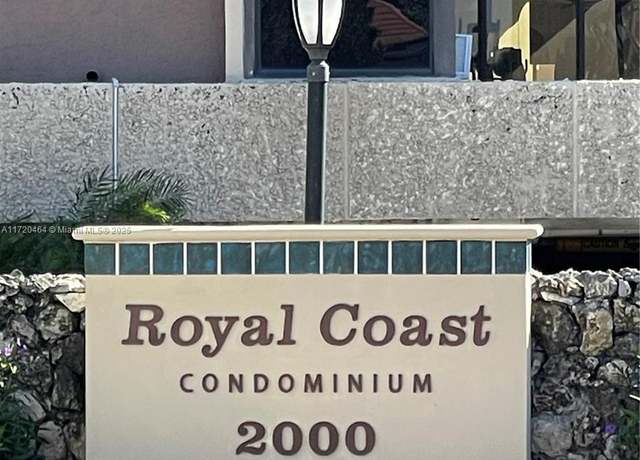 A11720464 © Miami MLS ® 2025
Royal Coast
CONDOMINIUM
2000